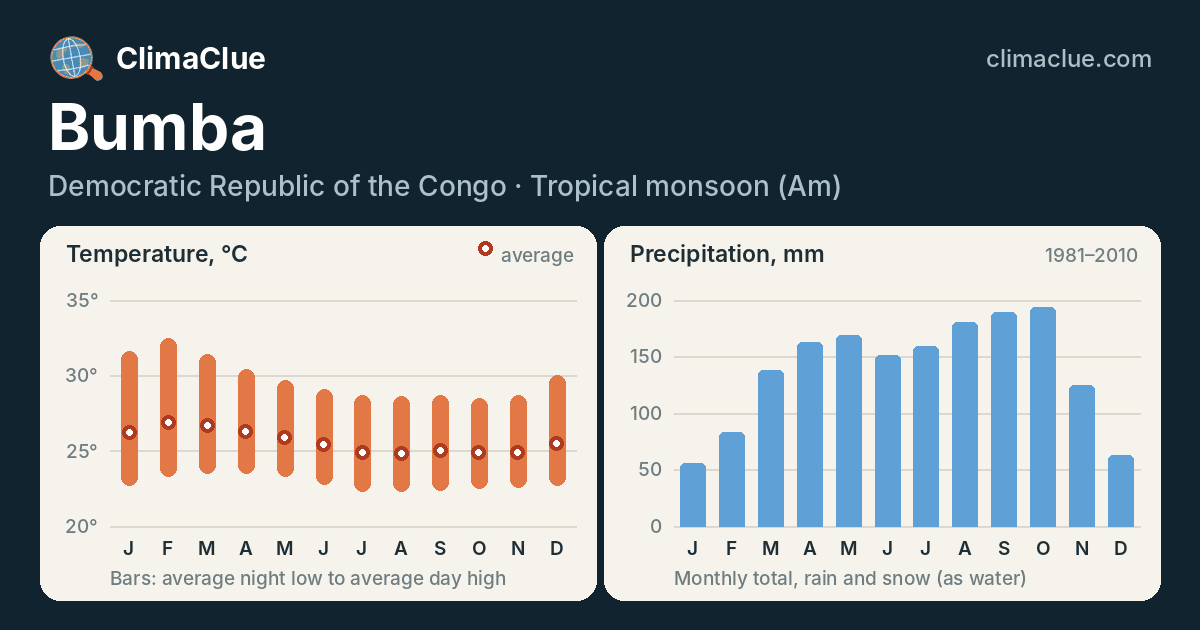 ClimaClue
climaclue.com
Bumba
Democratic Republic of the Congo · Tropical monsoon (Am)
Temperature, °C
average
35°
30°
25°
20°
J F M A M J J A S O N D
Bars: average night low to average day high
Precipitation, mm
1981–2010
200
150
100
50
0
J F M A M J J A S O N D
Monthly total, rain and snow (as water)